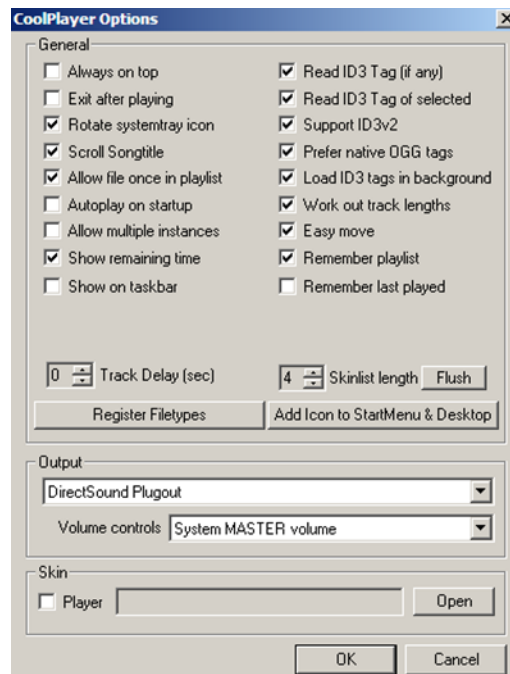 CoolPlayer Options
General
Always on top
Read ID3 Tag (if any)
Exit after playing
Read ID3 Tag of selected
Rotate systemtray icon
Support ID3v2
Scroll Songtitle
Prefer native OGG tags
Allow file once in playlist
Load ID3 tags in background
Autoplay on startup
Work out track lengths
Allow multiple instances
Easy move
Show remaining time
Remember playlist
Show on taskbar
Remember last played
0 Track Delay (sec)
4 Skinlist length Flush
Register Filetypes
Add Icon to StartMenu & Desktop
Output
DirectSound Plugout
Volume controls System MASTER volume
Skin
Player Open
OK Cancel